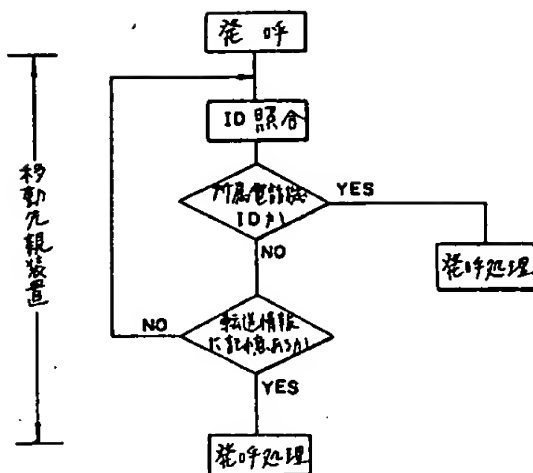 発呼
ID照合
所属電話機
IDか
YES
NO
発呼処理
転送情報
に記憶あるか
NO
YES
発呼処理
移動先親装置